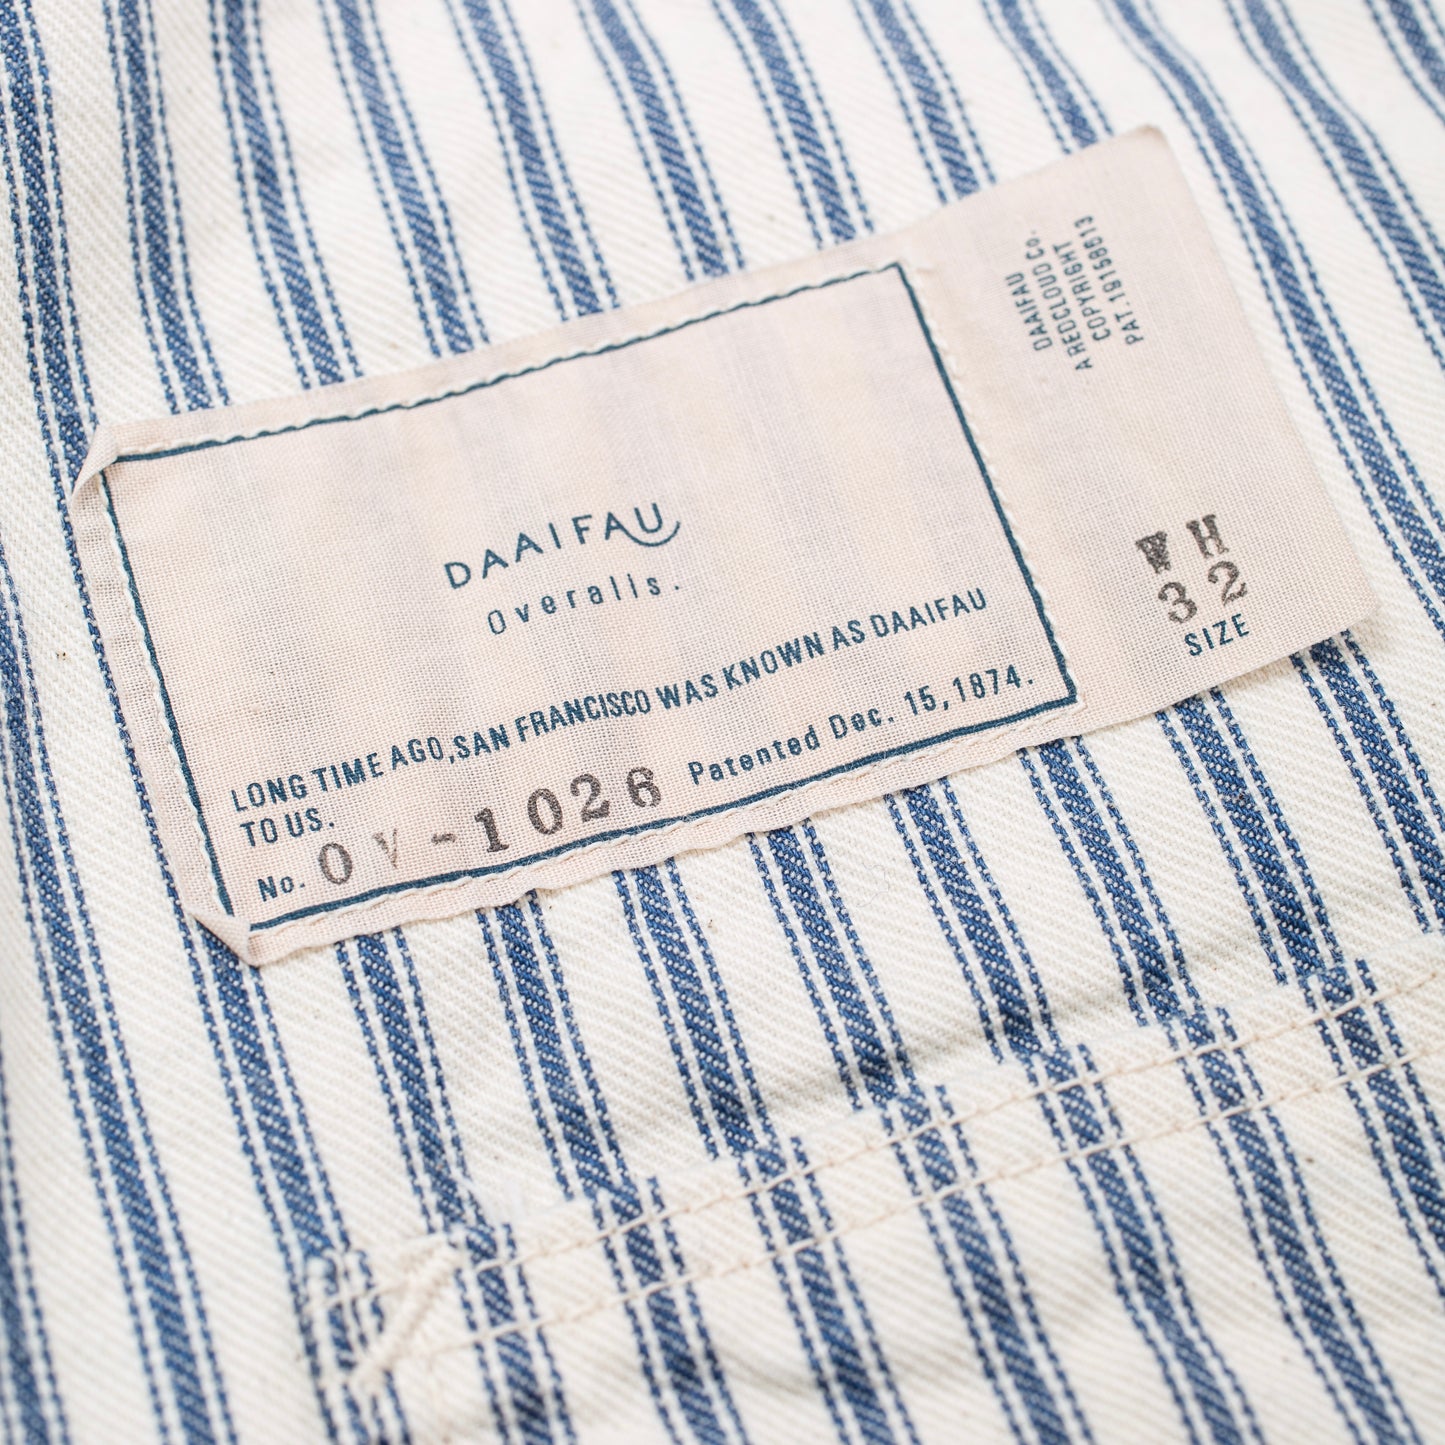 DAAIFAU
Overalls.
LONG TIME AGO,SAN FRANCISCO WAS KNOWN AS DAAIFAU
TO US.
No. OV-1026 Patented Dec. 15, 1874.
DAAIFAU
A REDCLOUD Co.
COPYRIGHT
PAT.19158613
WH
32
SIZE